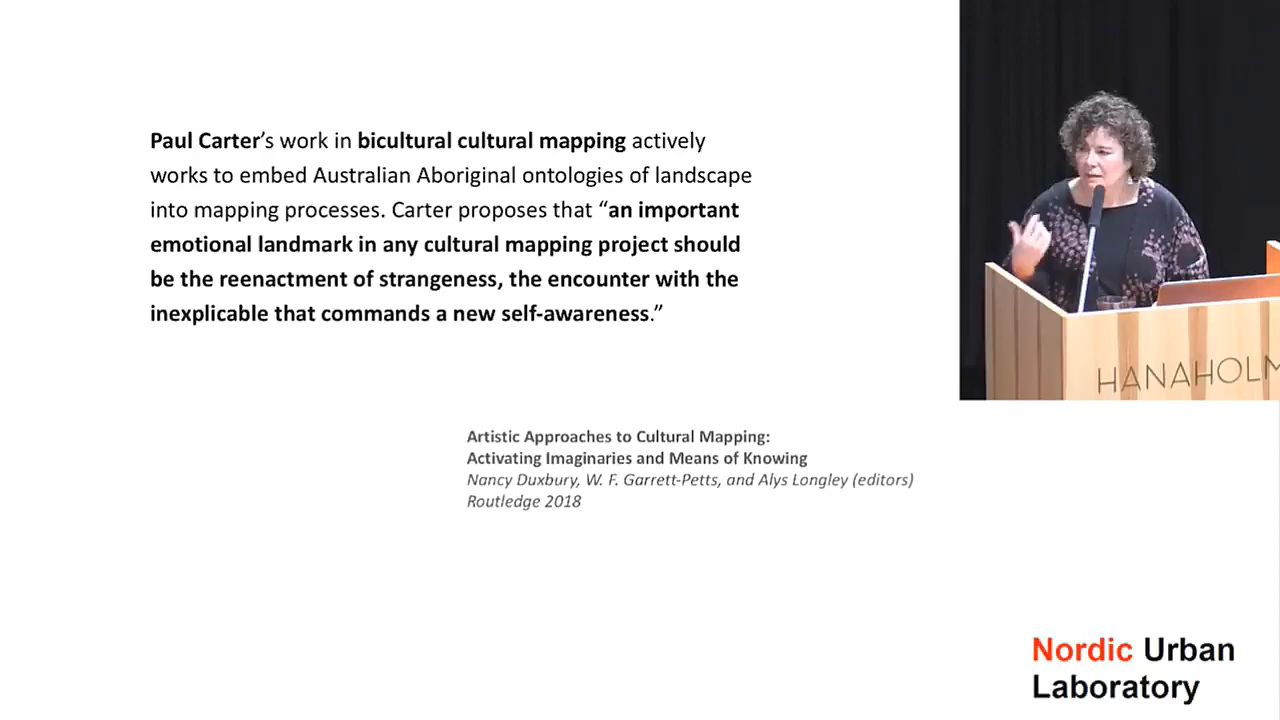 Paul Carter’s work in bicultural cultural mapping actively
works to embed Australian Aboriginal ontologies of landscape
into mapping processes. Carter proposes that “an important
emotional landmark in any cultural mapping project should
be the reenactment of strangeness, the encounter with the
inexplicable that commands a new self-awareness.”
Artistic Approaches to Cultural Mapping:
Activating Imaginaries and Means of Knowing
Nancy Duxbury, W. F. Garrett-Petts, and Alys Longley (editors)
Routledge 2018
HANAHOLM
Nordic Urban
Laboratory